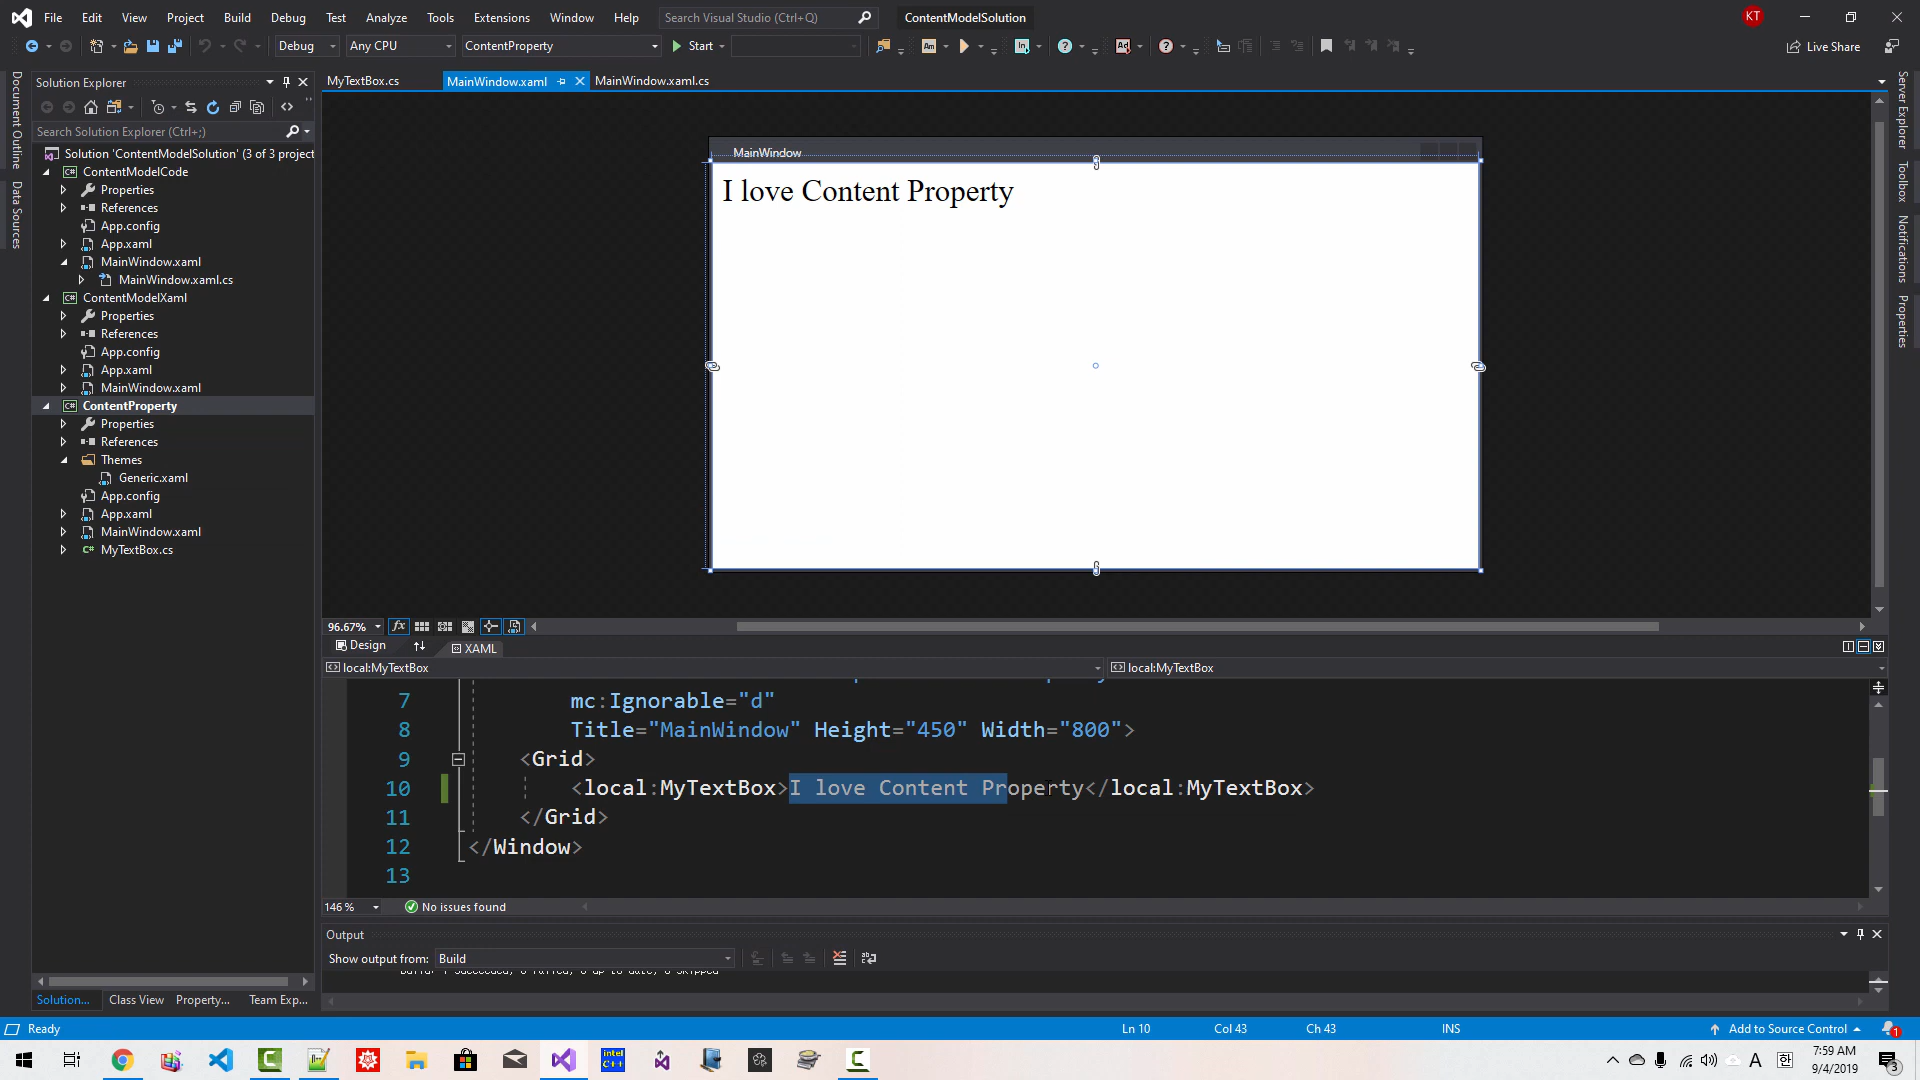 File Edit View Project Build Debug Test Analyze Tools Extensions Window Help Search Visual Studio (Ctrl+Q) ContentModelSolution KT
Debug Any CPU ContentProperty Start Live Share
Document Outline
Data Sources
Solution Explorer
Search Solution Explorer (Ctrl+;)
Solution 'ContentModelSolution' (3 of 3 project
ContentModelCode
Properties
References
App.config
App.xaml
MainWindow.xaml
MainWindow.xaml.cs
ContentModelXaml
Properties
References
App.config
App.xaml
MainWindow.xaml
ContentProperty
Properties
References
Themes
Generic.xaml
App.config
App.xaml
MainWindow.xaml
MyTextBox.cs
Solution... Class View Property... Team Exp...
MyTextBox.cs MainWindow.xaml MainWindow.xaml.cs
MainWindow
I love Content Property
96.67%
Design XAML
local:MyTextBox local:MyTextBox
7 mc:Ignorable="d"
8 Title="MainWindow" Height="450" Width="800">
9 <Grid>
10 <local:MyTextBox>I love Content Property</local:MyTextBox>
11 </Grid>
12 </Window>
13
146 % No issues found
Output
Show output from: Build
Server Explorer
Toolbox
Notifications
Properties
Ready Ln 10 Col 43 Ch 43 INS Add to Source Control 1
intel C++
A 한 7:59 AM
9/4/2019 3